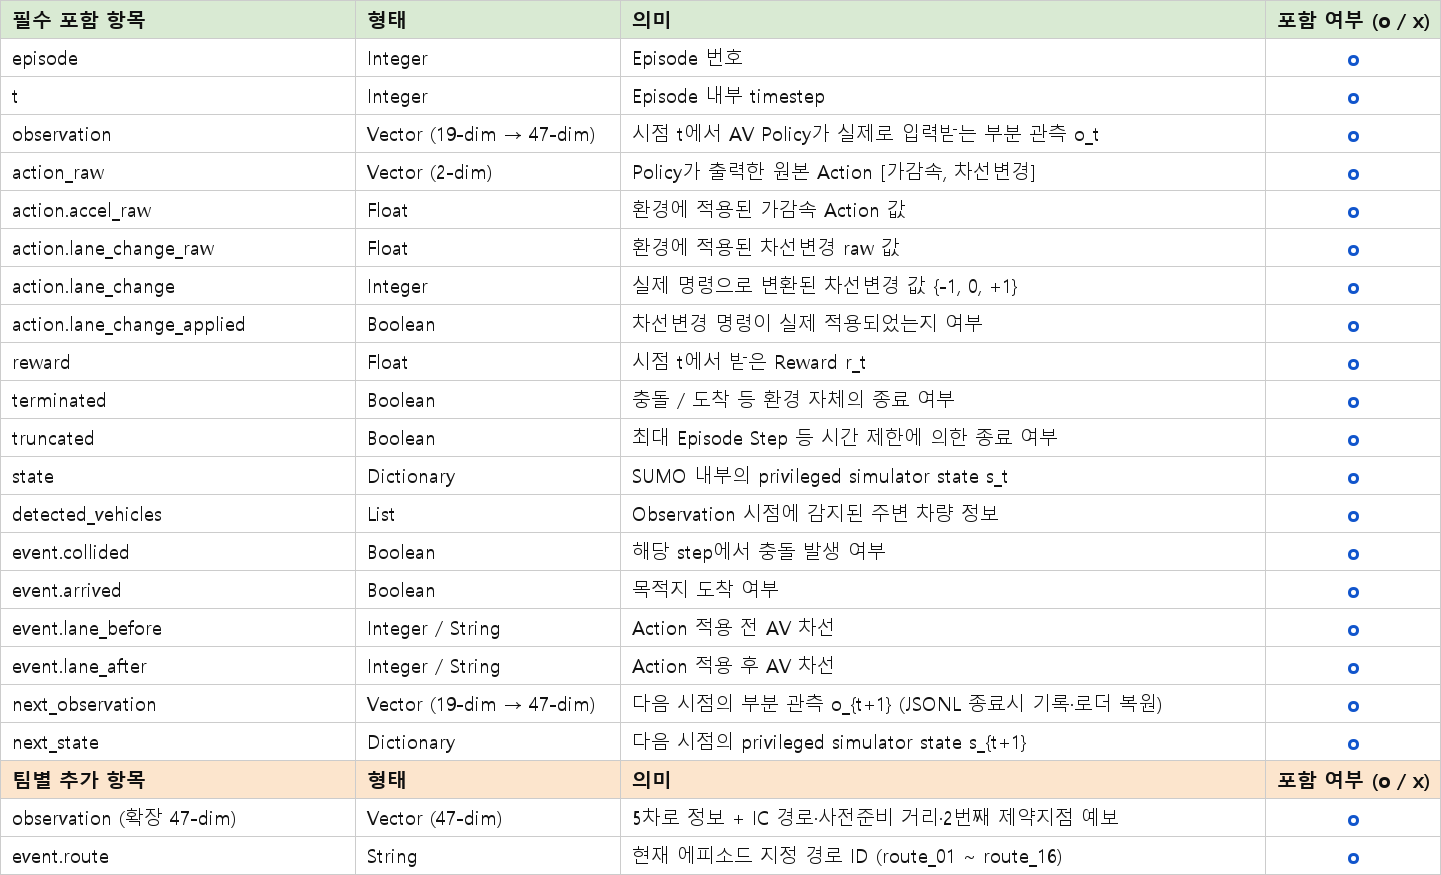 필수 포함 항목 형태 의미 포함 여부 (o / x)
episode Integer Episode 번호 o
t Integer Episode 내부 timestep o
observation Vector (19-dim → 47-dim) 시점 t에서 AV Policy가 실제로 입력받는 부분 관측 o_t o
action_raw Vector (2-dim) Policy가 출력한 원본 Action [가감속, 차선변경] o
action.accel_raw Float 환경에 적용된 가감속 Action 값 o
action.lane_change_raw Float 환경에 적용된 차선변경 raw 값 o
action.lane_change Integer 실제 명령으로 변환된 차선변경 값 {-1, 0, +1} o
action.lane_change_applied Boolean 차선변경 명령이 실제 적용되었는지 여부 o
reward Float 시점 t에서 받은 Reward r_t o
terminated Boolean 충돌 / 도착 등 환경 자체의 종료 여부 o
truncated Boolean 최대 Episode Step 등 시간 제한에 의한 종료 여부 o
state Dictionary SUMO 내부의 privileged simulator state s_t o
detected_vehicles List Observation 시점에 감지된 주변 차량 정보 o
event.collided Boolean 해당 step에서 충돌 발생 여부 o
event.arrived Boolean 목적지 도착 여부 o
event.lane_before Integer / String Action 적용 전 AV 차선 o
event.lane_after Integer / String Action 적용 후 AV 차선 o
next_observation Vector (19-dim → 47-dim) 다음 시점의 부분 관측 o_{t+1} (JSONL 종료시 기록·로더 복원) o
next_state Dictionary 다음 시점의 privileged simulator state s_{t+1} o
팀별 추가 항목 형태 의미 포함 여부 (o / x)
observation (확장 47-dim) Vector (47-dim) 5차로 정보 + IC 경로·사전준비 거리·2번째 제약지점 예보 o
event.route String 현재 에피소드 지정 경로 ID (route_01 ~ route_16) o